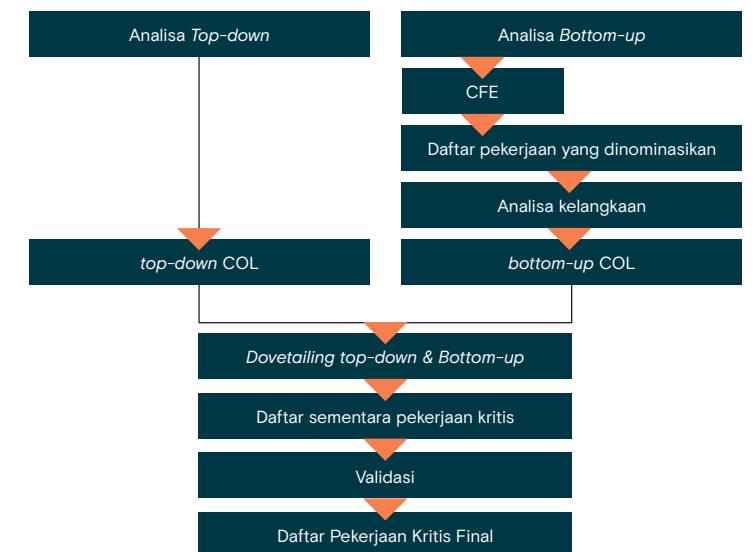 Analisa Top-down
Analisa Bottom-up
CFE
Daftar pekerjaan yang dinominasikan
Analisa kelangkaan
top-down COL
bottom-up COL
Dovetailing top-down & Bottom-up
Daftar sementara pekerjaan kritis
Validasi
Daftar Pekerjaan Kritis Final